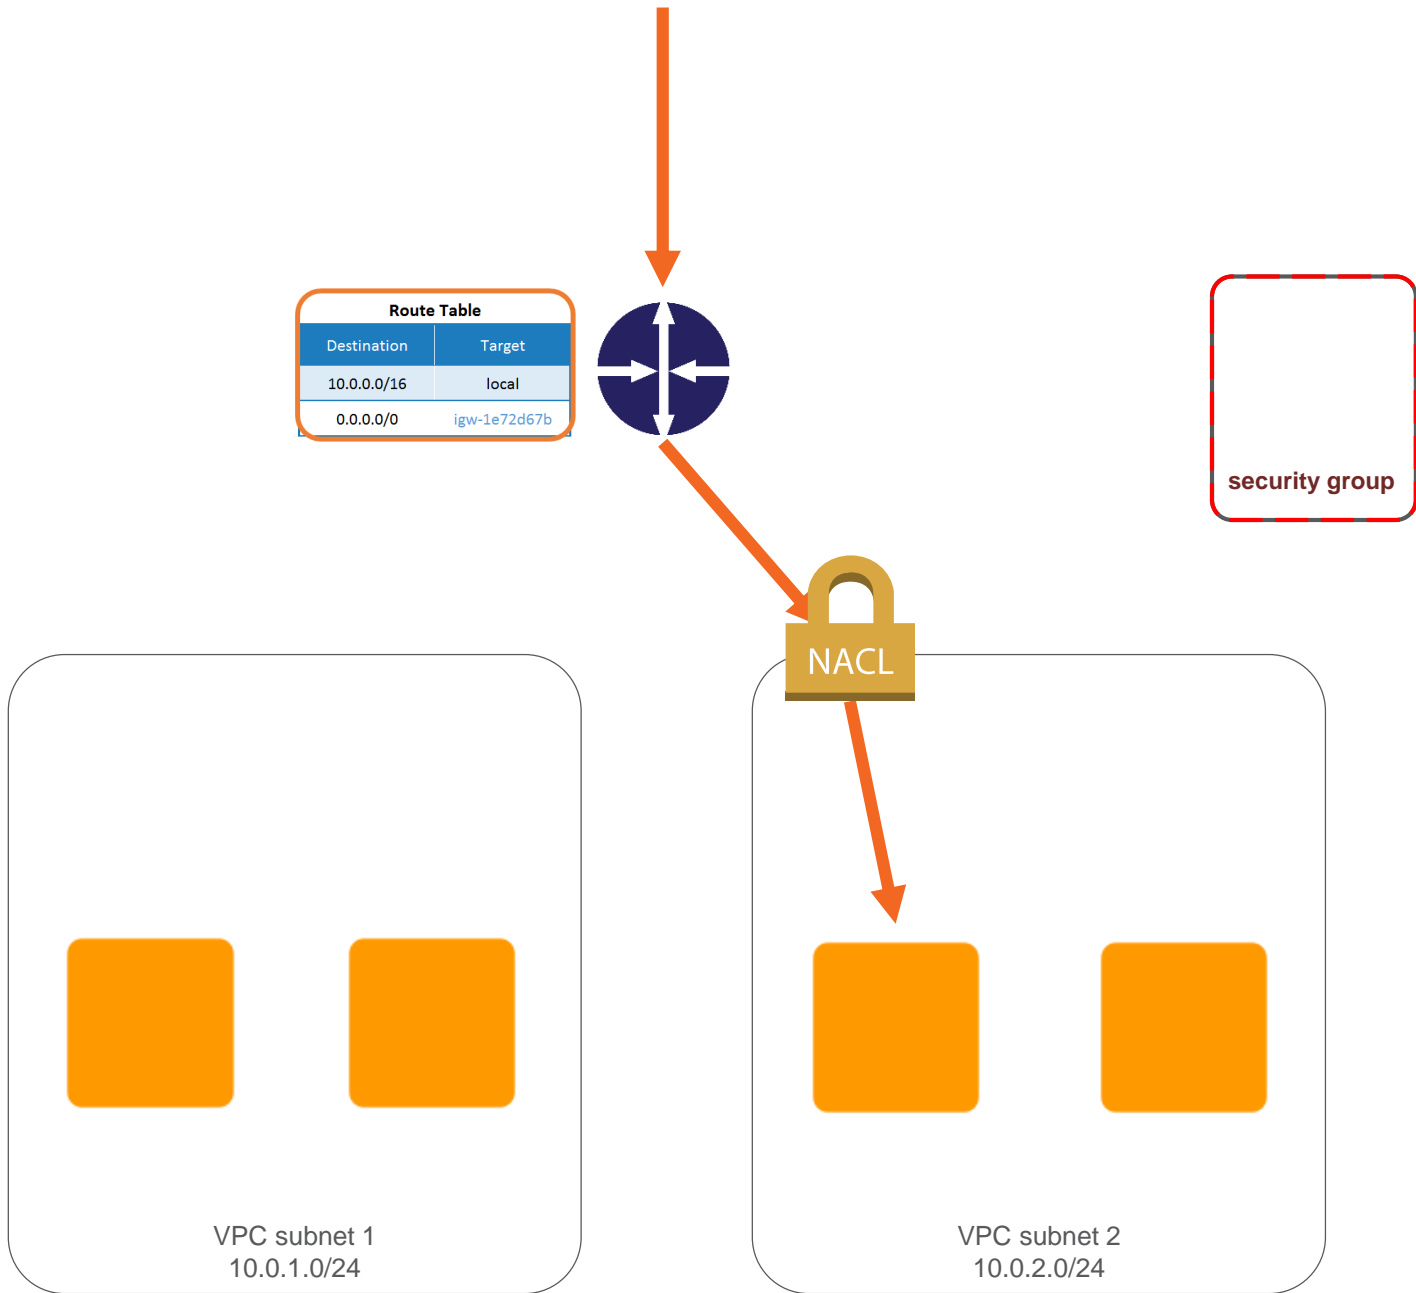 Route Table
Destination Target
10.0.0.0/16 local
0.0.0.0/0 igw-1e72d67b
security group
NACL
VPC subnet 1
10.0.1.0/24
VPC subnet 2
10.0.2.0/24